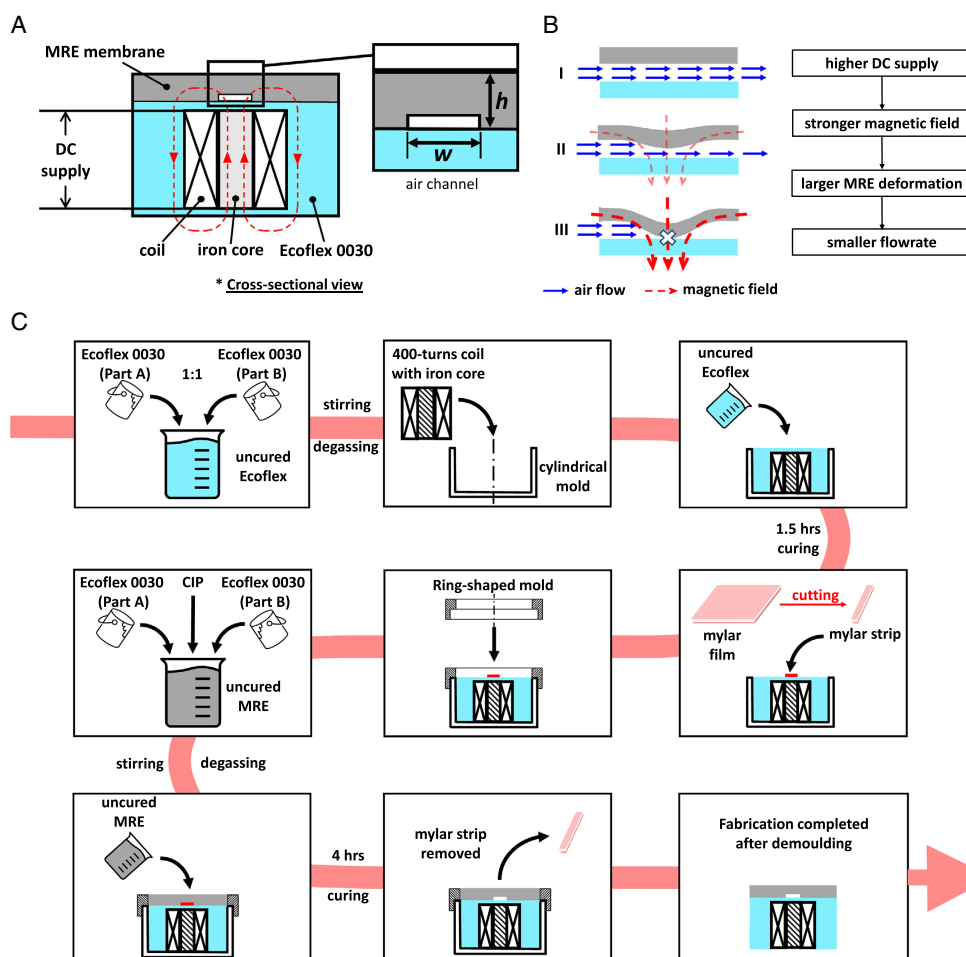 A
MRE membrane
DC
supply
coil
iron core
Ecoflex 0030
* Cross-sectional view
h
w
air channel
B
I
II
III
air flow
magnetic field
higher DC supply
stronger magnetic field
larger MRE deformation
smaller flowrate
C
Ecoflex 0030
(Part A)
1:1
Ecoflex 0030
(Part B)
uncured
Ecoflex
stirring
degassing
400-turns coil
with iron core
cylindrical
mold
uncured
Ecoflex
1.5 hrs
curing
Ecoflex 0030
(Part A)
CIP
Ecoflex 0030
(Part B)
uncured
MRE
Ring-shaped mold
cutting
mylar
film
mylar strip
stirring
degassing
uncured
MRE
4 hrs
curing
mylar strip
removed
Fabrication completed
after demoulding